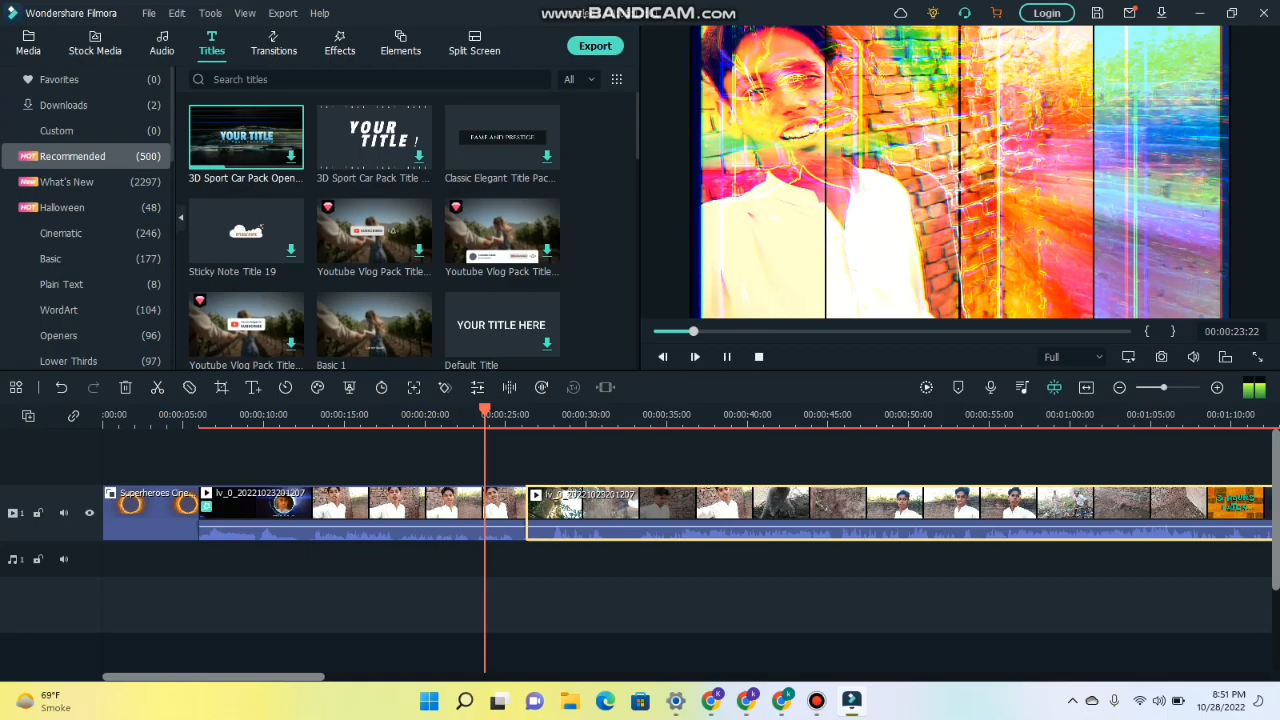 Wondershare Filmora File Edit Tools View Export Help www.BANDICAM.com Login
Media Stock Media Audio Titles Transitions Effects Elements Split Screen Export
Favorites (0)
Downloads (2)
Custom (0)
HOT Recommended (500)
New What's New (2297)
HOT Halloween (48)
Cinematic (246)
Basic (177)
Plain Text (8)
WordArt (104)
Openers (96)
Lower Thirds (97)
Search titles All
YOUR TITLE
YOUR TITLE !
FAME AND PRESTIGE
3D Sport Car Pack Open... 3D Sport Car Pack Title... Classic Elegant Title Pac...
Sticky Note Title 19 Youtube Vlog Pack Title... Youtube Vlog Pack Title...
SUBSCRIBE
YOUR TITLE HERE
Youtube Vlog Pack Title... Basic 1 Default Title
{ } 00:00:23:22
Full
:00:00 00:00:05:00 00:00:10:00 00:00:15:00 00:00:20:00 00:00:25:00 00:00:30:00 00:00:35:00 00:00:40:00 00:00:45:00 00:00:50:00 00:00:55:00 00:01:00:00 00:01:05:00 00:01:10:00
1 Superheroes Cine... lv_0_20221023201207 lv_0_20221023201207
3 HOURS LATER
1
69°F
Smoke
8:51 PM
10/28/2022